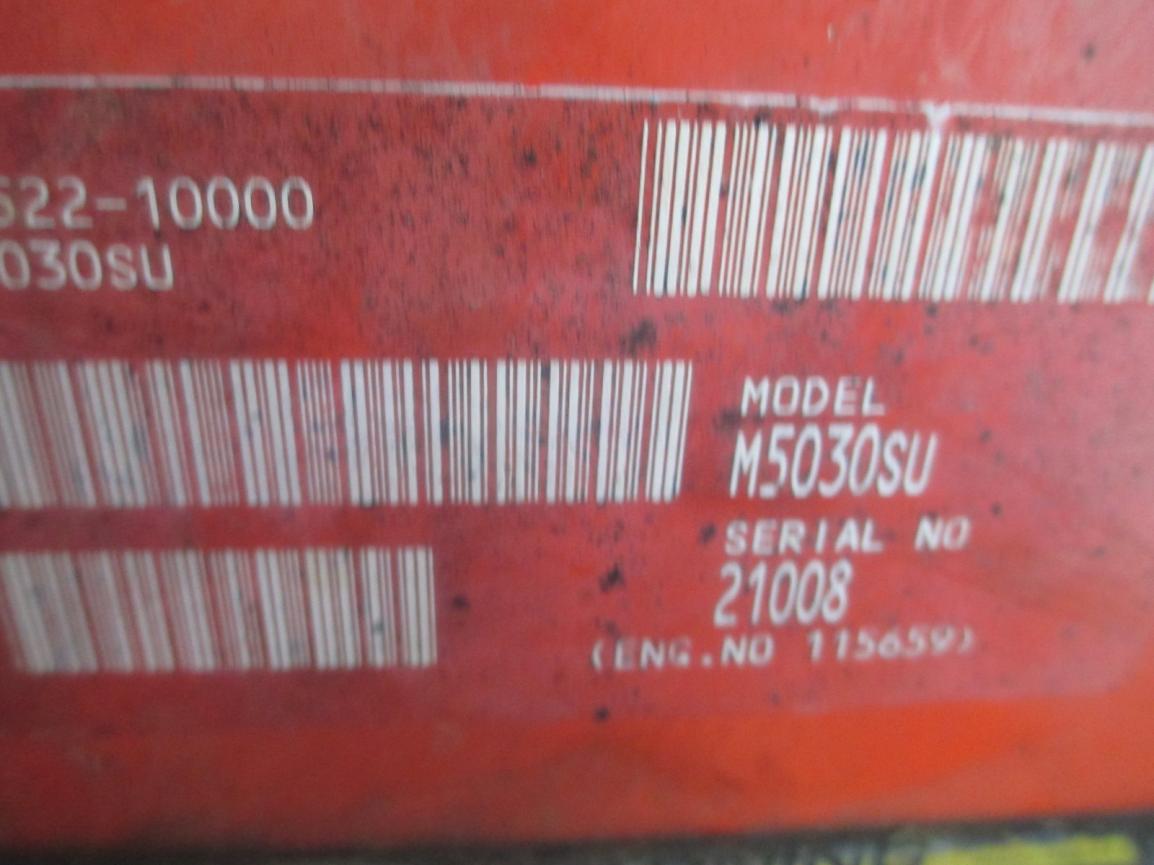 522-10000
030SU
MODEL
M5030SU
SERIAL NO
21008
(ENG.NO 115659)